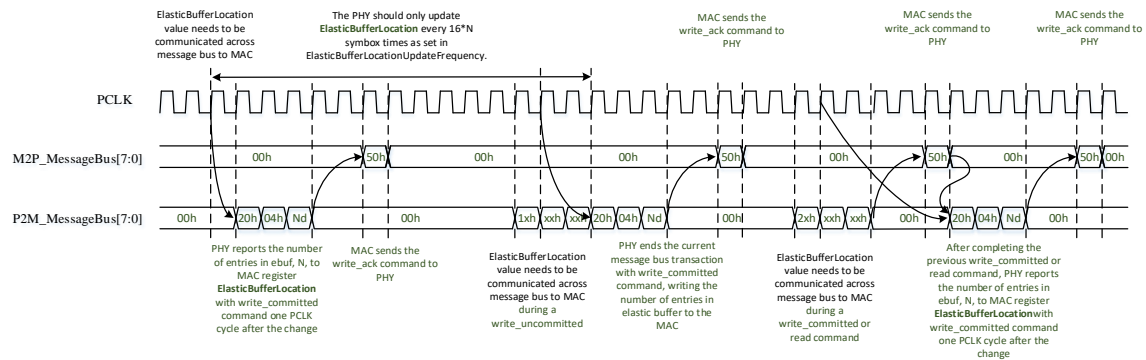 ElasticBufferLocation
value needs to be
communicated across
message bus to MAC
The PHY should only update
ElasticBufferLocation every 16*N
symbox times as set in
ElasticBufferLocationUpdateFrequency.
MAC sends the
write_ack command to
PHY
MAC sends the
write_ack command to
PHY
MAC sends the
write_ack command to
PHY
PCLK
M2P_MessageBus[7:0]
00h 50h 00h 00h 50h 00h 50h 00h 50h 00h
P2M_MessageBus[7:0]
00h 20h 04h Nd 00h 1xh xxh xxh 20h 04h Nd 00h 2xh xxh xxh 00h 20h 04h Nd 00h
PHY reports the number
of entries in ebuf, N, to
MAC register
ElasticBufferLocation
with write_committed
command one PCLK
cycle after the change
MAC sends the
write_ack command to
PHY
ElasticBufferLocation
value needs to be
communicated across
message bus to MAC
during a
write_uncommitted
PHY ends the current
message bus transaction
with write_committed
command, writing the
number of entries in
elastic buffer to the
MAC
ElasticBufferLocation
value needs to be
communicated across
message bus to MAC
during a
write_committed or
read command
After completing the
previous write_committed or
read command, PHY reports
the number of entries in
ebuf, N, to MAC register
ElasticBufferLocation with
write_committed command
one PCLK cycle after the
change